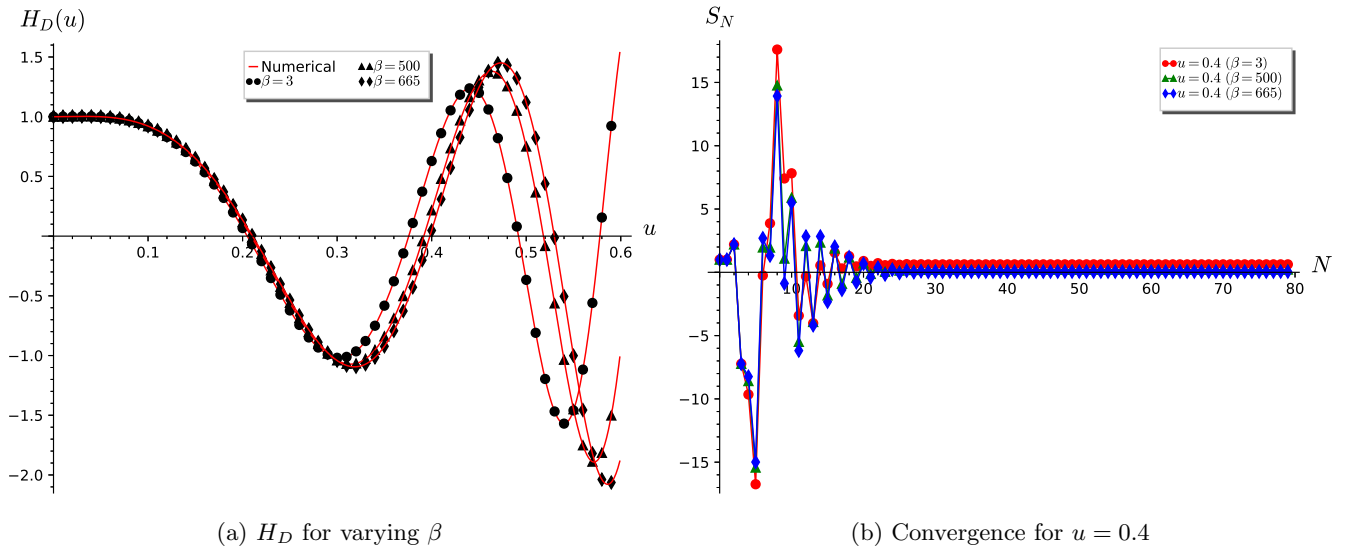 H_D(u)
1.5
1.0
0.5
−0.5
−1.0
−1.5
−2.0
0.1 0.2 0.3 0.4 0.5 0.6
u
Numerical
β = 3
β = 500
β = 665
(a) H_D for varying β
S_N
15
10
5
−5
−10
−15
10 20 30 40 50 60 70 80
N
u = 0.4 (β = 3)
u = 0.4 (β = 500)
u = 0.4 (β = 665)
(b) Convergence for u = 0.4